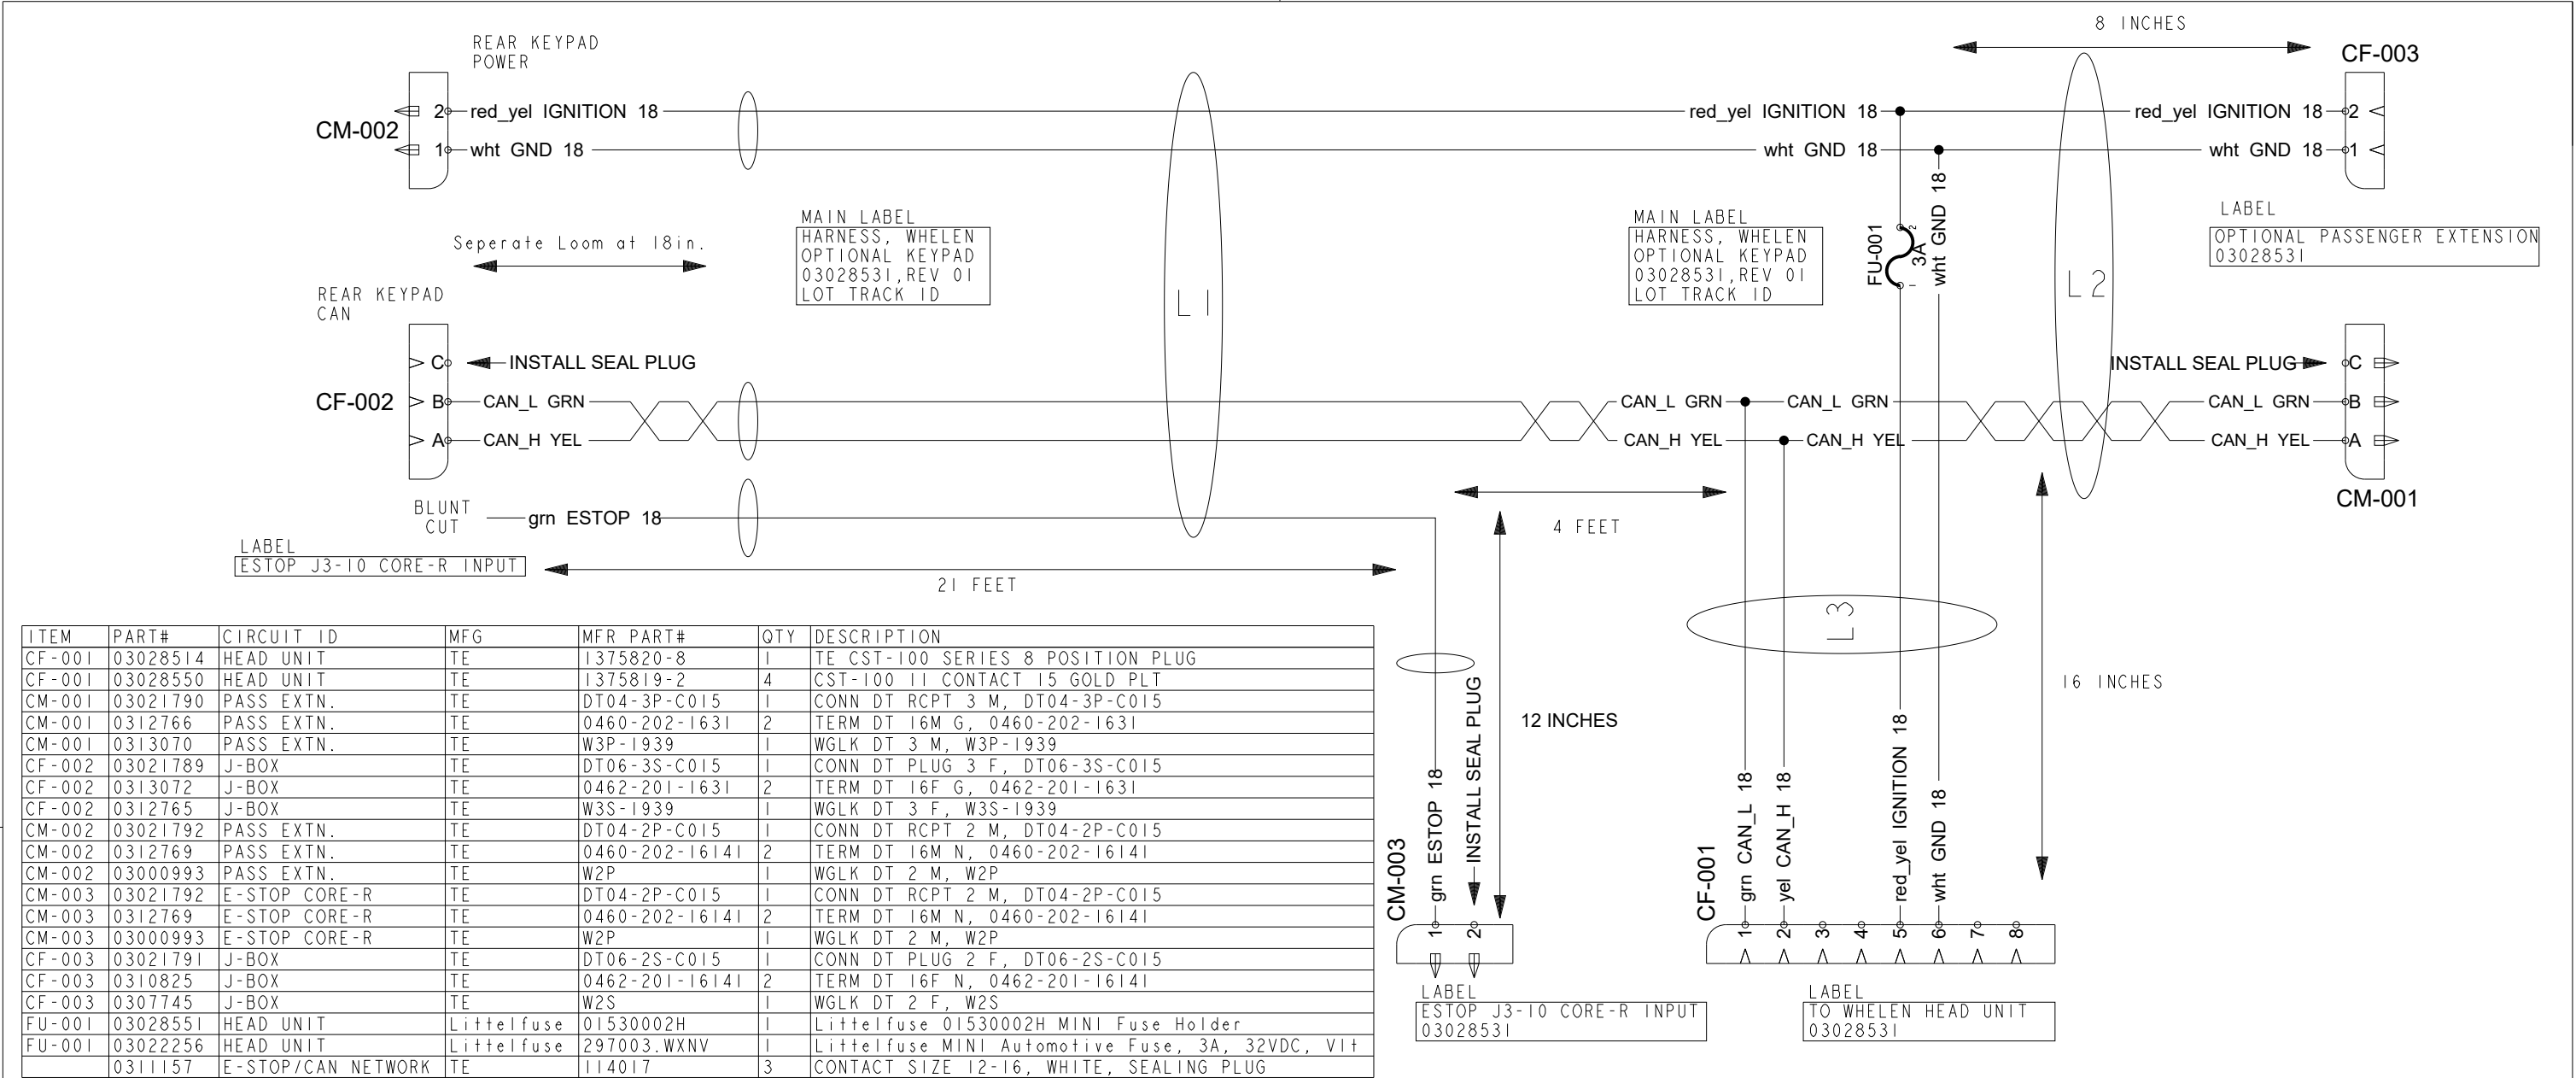 8 INCHES
REAR KEYPAD
POWER
CF-003
CM-002
2 red_yel IGNITION 18
red_yel IGNITION 18
red_yel IGNITION 18 2
1 wht GND 18
wht GND 18
wht GND 18 1
MAIN LABEL
HARNESS, WHELEN
OPTIONAL KEYPAD
03028531,REV 01
LOT TRACK ID
MAIN LABEL
HARNESS, WHELEN
OPTIONAL KEYPAD
03028531,REV 01
LOT TRACK ID
FU-001
2
3A
1
wht GND 18
LABEL
OPTIONAL PASSENGER EXTENSION
03028531
Seperate Loom at 18in.
L1
L2
REAR KEYPAD
CAN
C INSTALL SEAL PLUG
INSTALL SEAL PLUG C
CF-002
B CAN_L GRN
CAN_L GRN
CAN_L GRN
CAN_L GRN B
A CAN_H YEL
CAN_H YEL
CAN_H YEL
CAN_H YEL A
CM-001
BLUNT
CUT
grn ESTOP 18
4 FEET
LABEL
ESTOP J3-10 CORE-R INPUT
21 FEET
L3
16 INCHES
12 INCHES
ITEM PART# CIRCUIT ID MFG MFR PART# QTY DESCRIPTION
CF-001 03028514 HEAD UNIT TE 1375820-8 1 TE CST-100 SERIES 8 POSITION PLUG
CF-001 03028550 HEAD UNIT TE 1375819-2 4 CST-100 11 CONTACT 15 GOLD PLT
CM-001 03021790 PASS EXTN. TE DT04-3P-C015 1 CONN DT RCPT 3 M, DT04-3P-C015
CM-001 0312766 PASS EXTN. TE 0460-202-1631 2 TERM DT 16M G, 0460-202-1631
CM-001 0313070 PASS EXTN. TE W3P-1939 1 WGLK DT 3 M, W3P-1939
CF-002 03021789 J-BOX TE DT06-3S-C015 1 CONN DT PLUG 3 F, DT06-3S-C015
CF-002 0313072 J-BOX TE 0462-201-1631 2 TERM DT 16F G, 0462-201-1631
CF-002 0312765 J-BOX TE W3S-1939 1 WGLK DT 3 F, W3S-1939
CM-002 03021792 PASS EXTN. TE DT04-2P-C015 1 CONN DT RCPT 2 M, DT04-2P-C015
CM-002 0312769 PASS EXTN. TE 0460-202-16141 2 TERM DT 16M N, 0460-202-16141
CM-002 03000993 PASS EXTN. TE W2P 1 WGLK DT 2 M, W2P
CM-003 03021792 E-STOP CORE-R TE DT04-2P-C015 1 CONN DT RCPT 2 M, DT04-2P-C015
CM-003 0312769 E-STOP CORE-R TE 0460-202-16141 2 TERM DT 16M N, 0460-202-16141
CM-003 03000993 E-STOP CORE-R TE W2P 1 WGLK DT 2 M, W2P
CF-003 03021791 J-BOX TE DT06-2S-C015 1 CONN DT PLUG 2 F, DT06-2S-C015
CF-003 0310825 J-BOX TE 0462-201-16141 2 TERM DT 16F N, 0462-201-16141
CF-003 0307745 J-BOX TE W2S 1 WGLK DT 2 F, W2S
FU-001 03028551 HEAD UNIT Littelfuse 01530002H 1 Littelfuse 01530002H MINI Fuse Holder
FU-001 03022256 HEAD UNIT Littelfuse 297003.WXNV 1 Littelfuse MINI Automotive Fuse, 3A, 32VDC, Vlt
0311157 E-STOP/CAN NETWORK TE 114017 3 CONTACT SIZE 12-16, WHITE, SEALING PLUG
CM-003
grn ESTOP 18
INSTALL SEAL PLUG
1 2
LABEL
ESTOP J3-10 CORE-R INPUT
03028531
CF-001
grn CAN_L 18
yel CAN_H 18
red_yel IGNITION 18
wht GND 18
1 2 3 4 5 6 7 8
LABEL
TO WHELEN HEAD UNIT
03028531